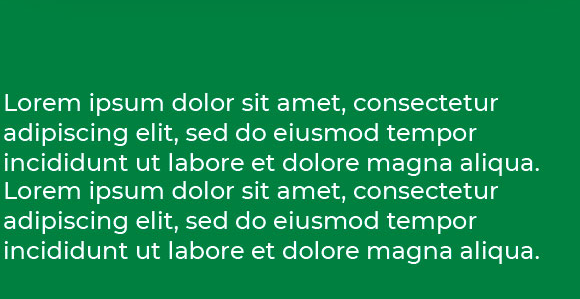 Lorem ipsum dolor sit amet, consectetur
adipiscing elit, sed do eiusmod tempor
incididunt ut labore et dolore magna aliqua.
Lorem ipsum dolor sit amet, consectetur
adipiscing elit, sed do eiusmod tempor
incididunt ut labore et dolore magna aliqua.